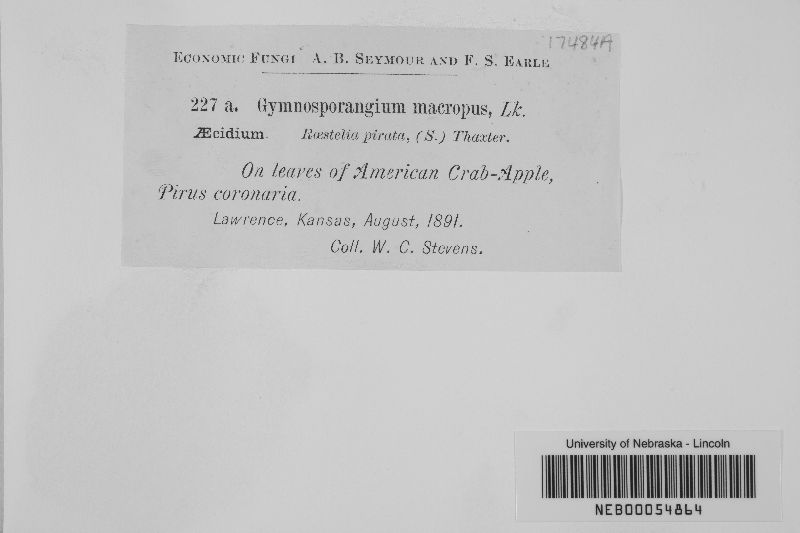 17484A
Economic Fungi A. B. Seymour and F. S. Earle
227 a. Gymnosporangium macropus, Lk.
Æcidium. Rœstelia pirata, (S.) Thaxter.
On leaves of American Crab-Apple,
Pirus coronaria.
Lawrence, Kansas, August, 1891.
Coll. W. C. Stevens.
University of Nebraska - Lincoln
NEB00054864